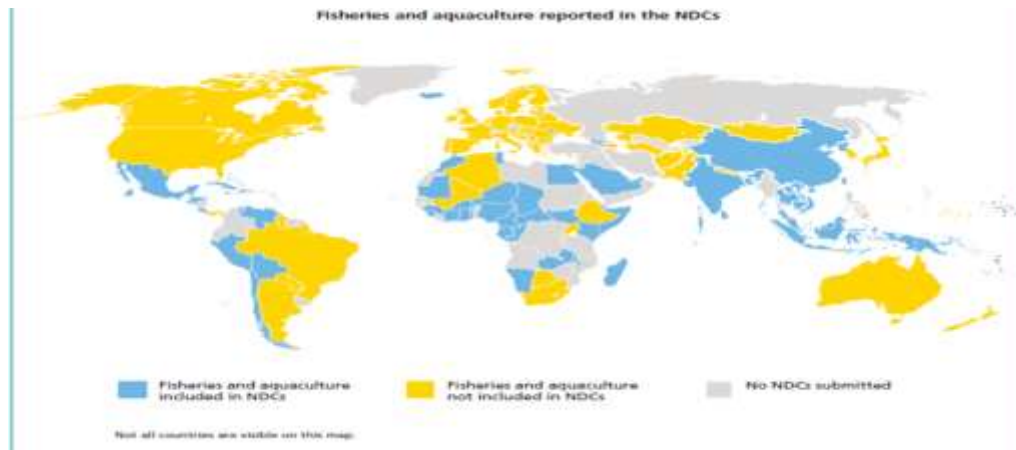 Fisheries and aquaculture reported in the NDCs
Fisheries and aquaculture
included in NDCs
Fisheries and aquaculture
not included in NDCs
No NDCs submitted
Not all countries are visible on this map.